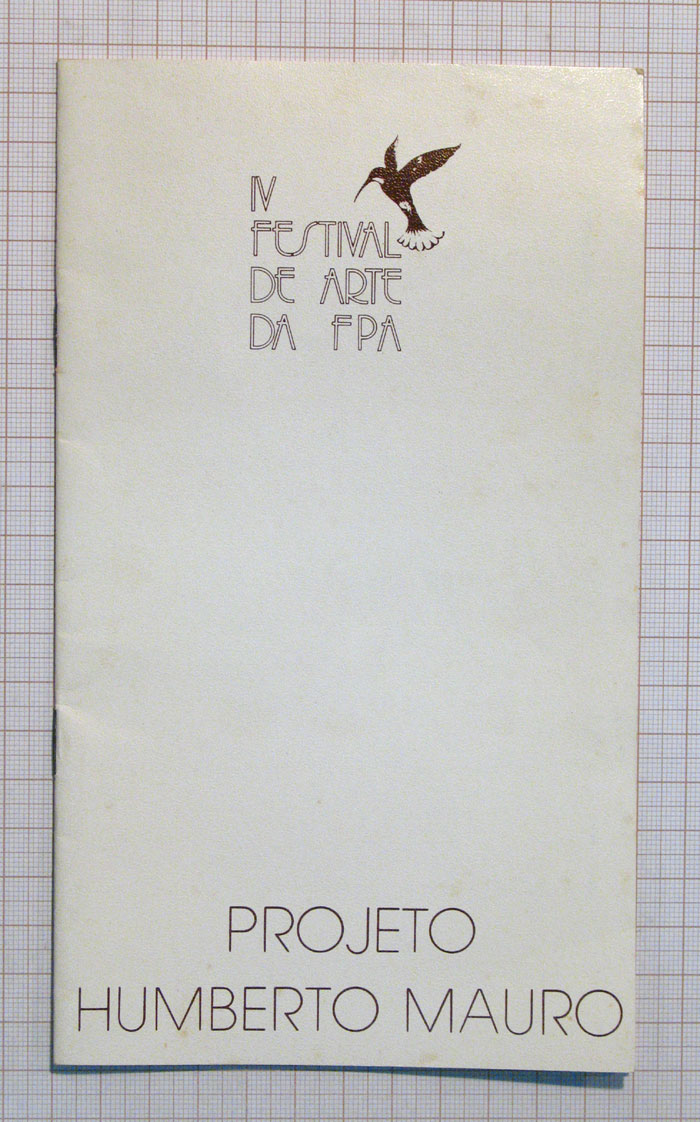 IV
FESTIVAL
DE ARTE
DA FPA
PROJETO
HUMBERTO MAURO